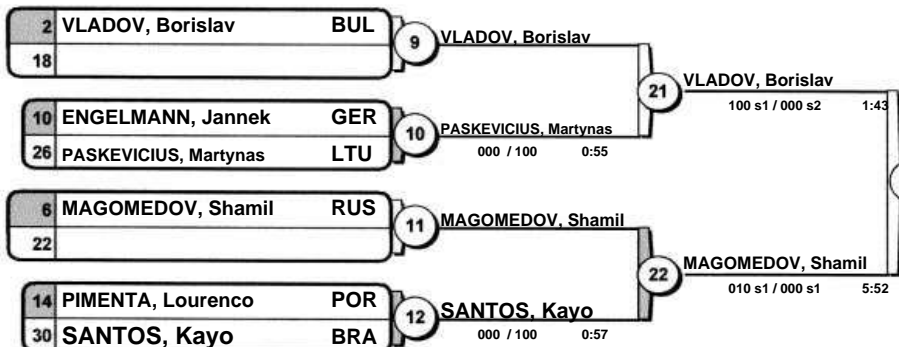 2 VLADOV, Borislav BUL
18
9 VLADOV, Borislav
10 ENGELMANN, Jannek GER
26 PASKEVICIUS, Martynas LTU
10 PASKEVICIUS, Martynas
000 / 100 0:55
21 VLADOV, Borislav
100 s1 / 000 s2 1:43
6 MAGOMEDOV, Shamil RUS
22
11 MAGOMEDOV, Shamil
14 PIMENTA, Lourenco POR
30 SANTOS, Kayo BRA
12 SANTOS, Kayo
000 / 100 0:57
22 MAGOMEDOV, Shamil
010 s1 / 000 s1 5:52